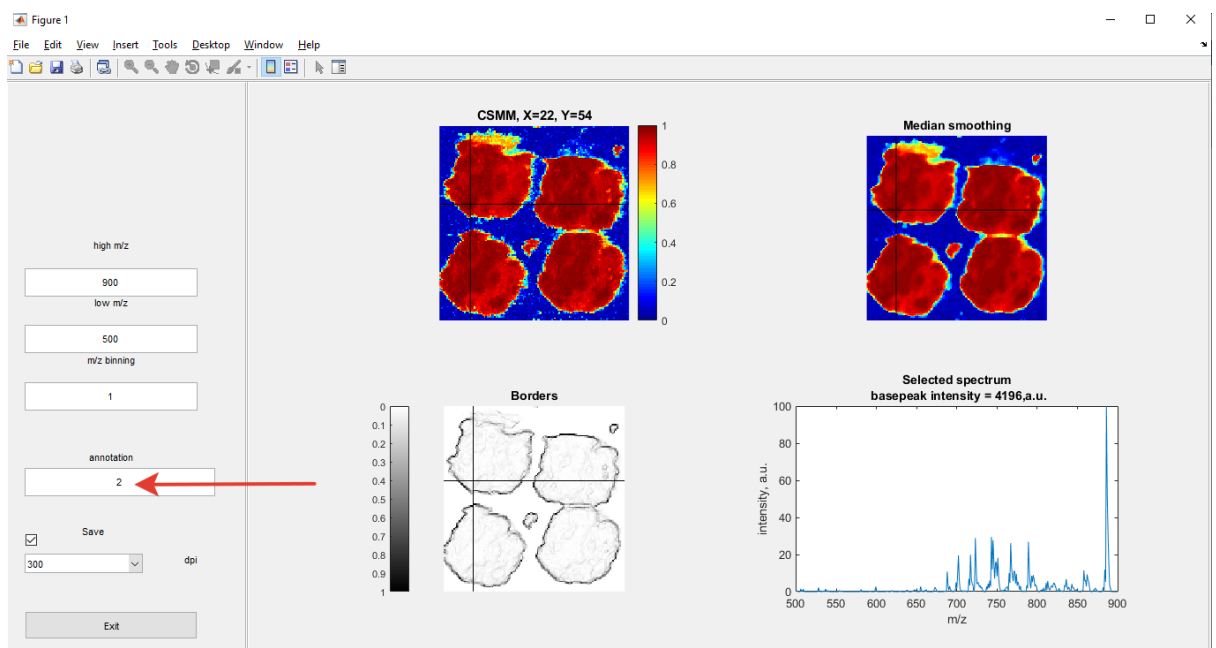 Figure 1
File Edit View Insert Tools Desktop Window Help
high m/z
900
low m/z
500
m/z binning
1
annotation
2
Save
300
dpi
Exit
CSMM, X=22, Y=54
1
0.8
0.6
0.4
0.2
0
Median smoothing
Borders
0
0.1
0.2
0.3
0.4
0.5
0.6
0.7
0.8
0.9
1
Selected spectrum
basepeak intensity = 4196,a.u.
intensity, a.u.
100
80
60
40
20
0
500 550 600 650 700 750 800 850 900
m/z